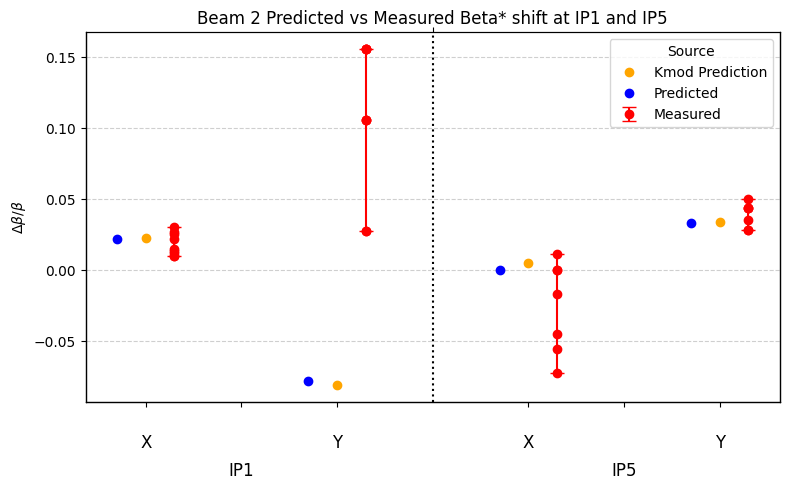 Beam 2 Predicted vs Measured Beta* shift at IP1 and IP5
Source
Kmod Prediction
Predicted
Measured
Δβ/β
0.15
0.10
0.05
0.00
−0.05
X Y X Y
IP1 IP5